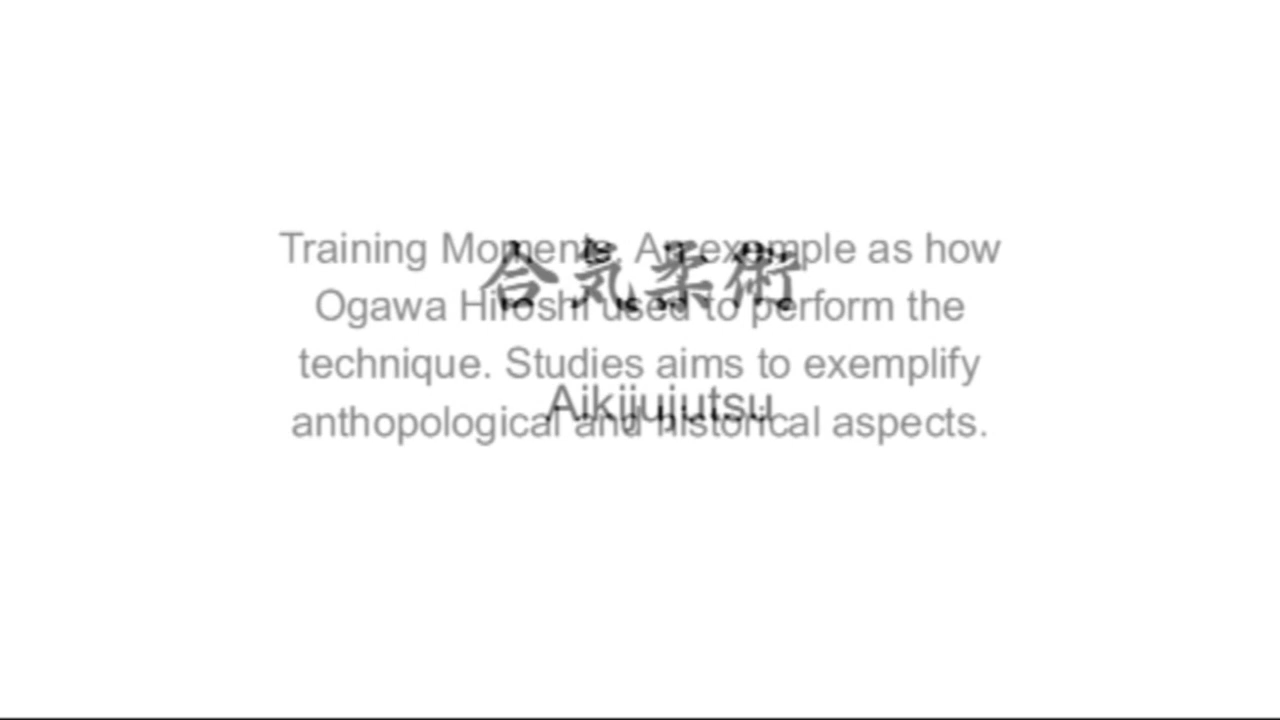 Training Moments. An example as how
Ogawa Hiroshi used to perform the
technique. Studies aims to exemplify
anthopological and historical aspects.
合気柔術
Aikijujutsu